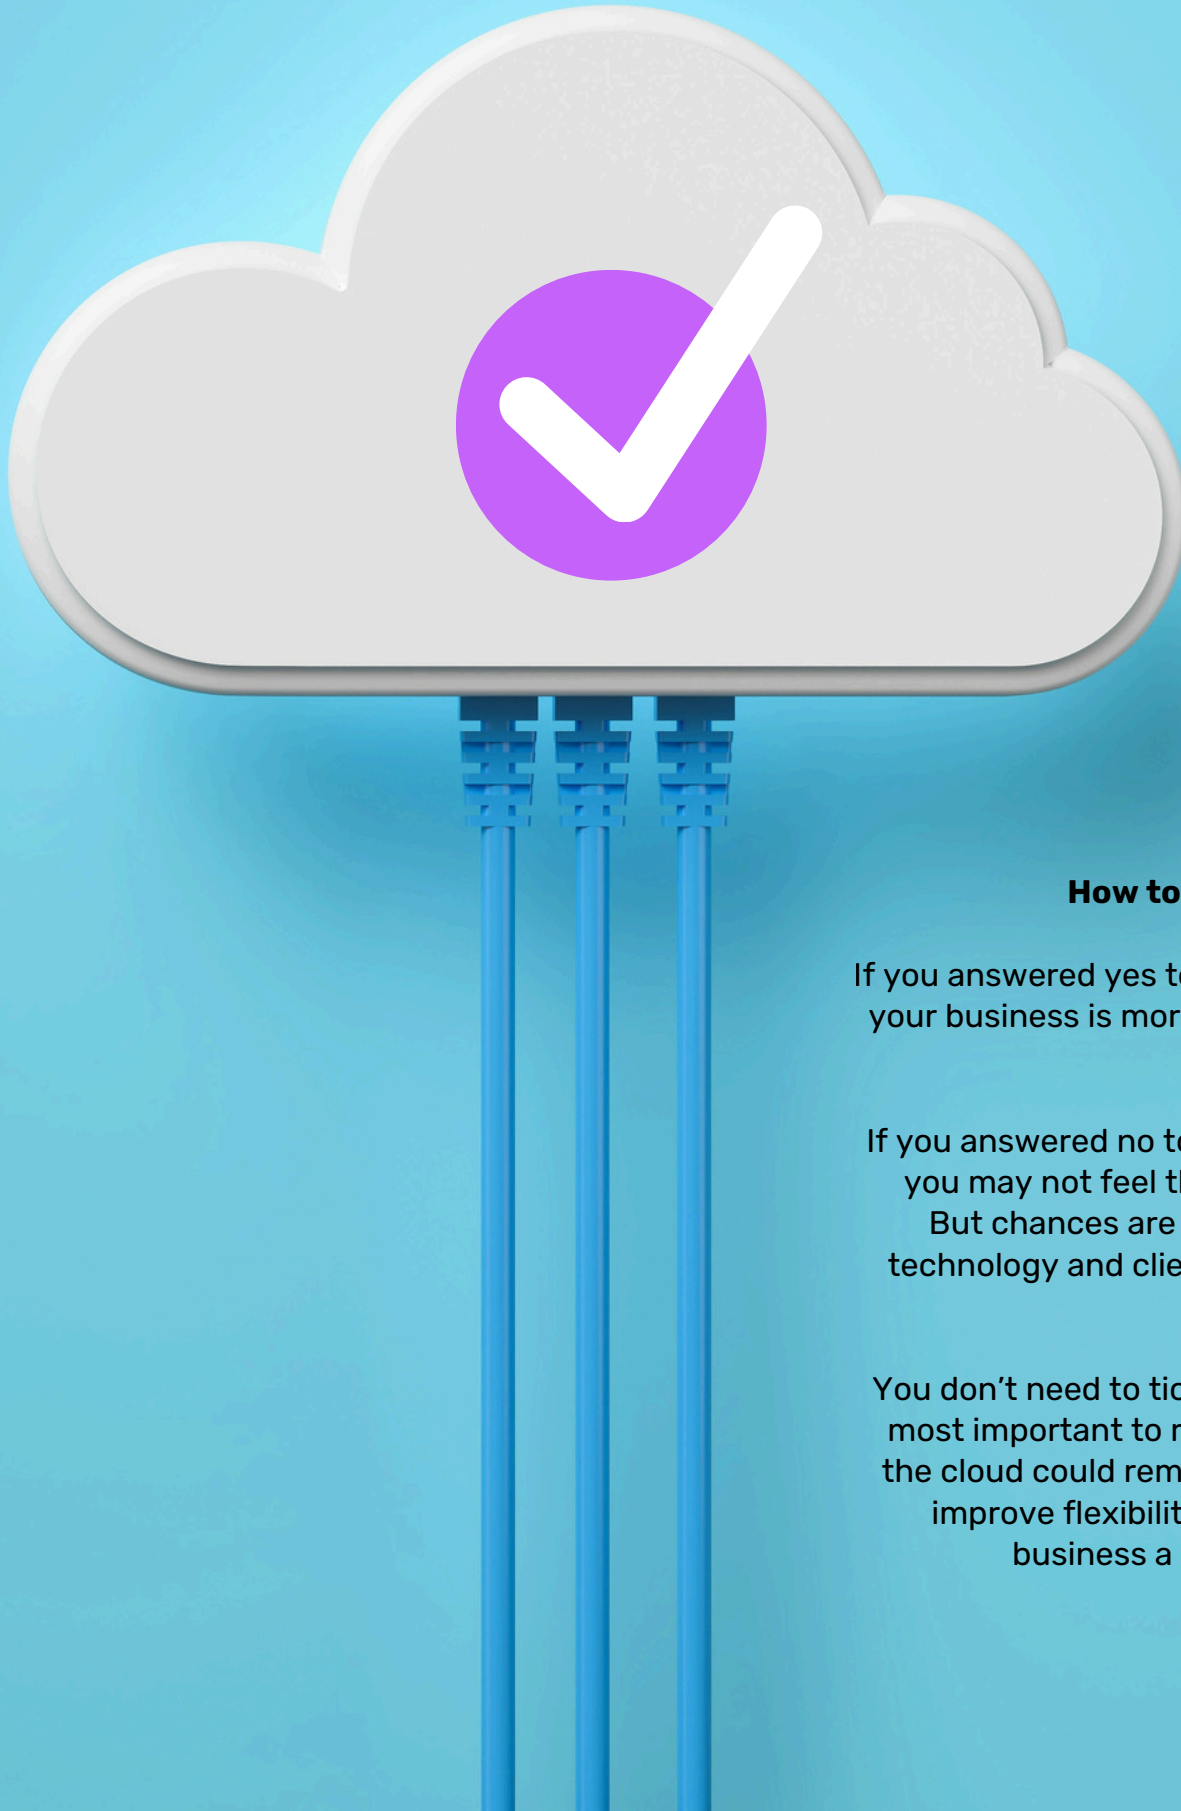 How to
If you answered yes to
your business is mor
If you answered no to
you may not feel th
But chances are
technology and clie
You don’t need to tic
most important to
the cloud could rem
improve flexibilit
business a